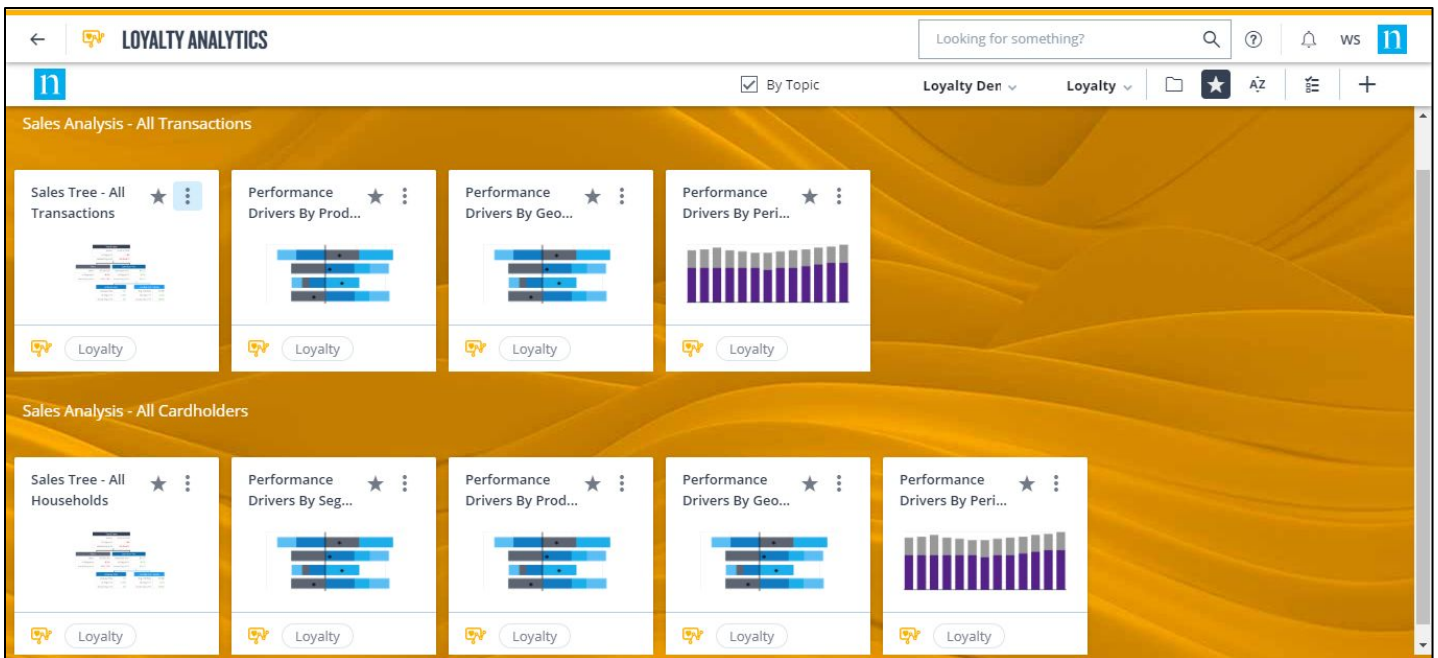 LOYALTY ANALYTICS
Looking for something?
WS
n
n
By Topic
Loyalty Der
Loyalty
AZ
Sales Analysis - All Transactions
Sales Tree - All
Transactions
Loyalty
Performance
Drivers By Prod...
Loyalty
Performance
Drivers By Geo...
Loyalty
Performance
Drivers By Peri...
Loyalty
Sales Analysis - All Cardholders
Sales Tree - All
Households
Loyalty
Performance
Drivers By Seg...
Loyalty
Performance
Drivers By Prod...
Loyalty
Performance
Drivers By Geo...
Loyalty
Performance
Drivers By Peri...
Loyalty